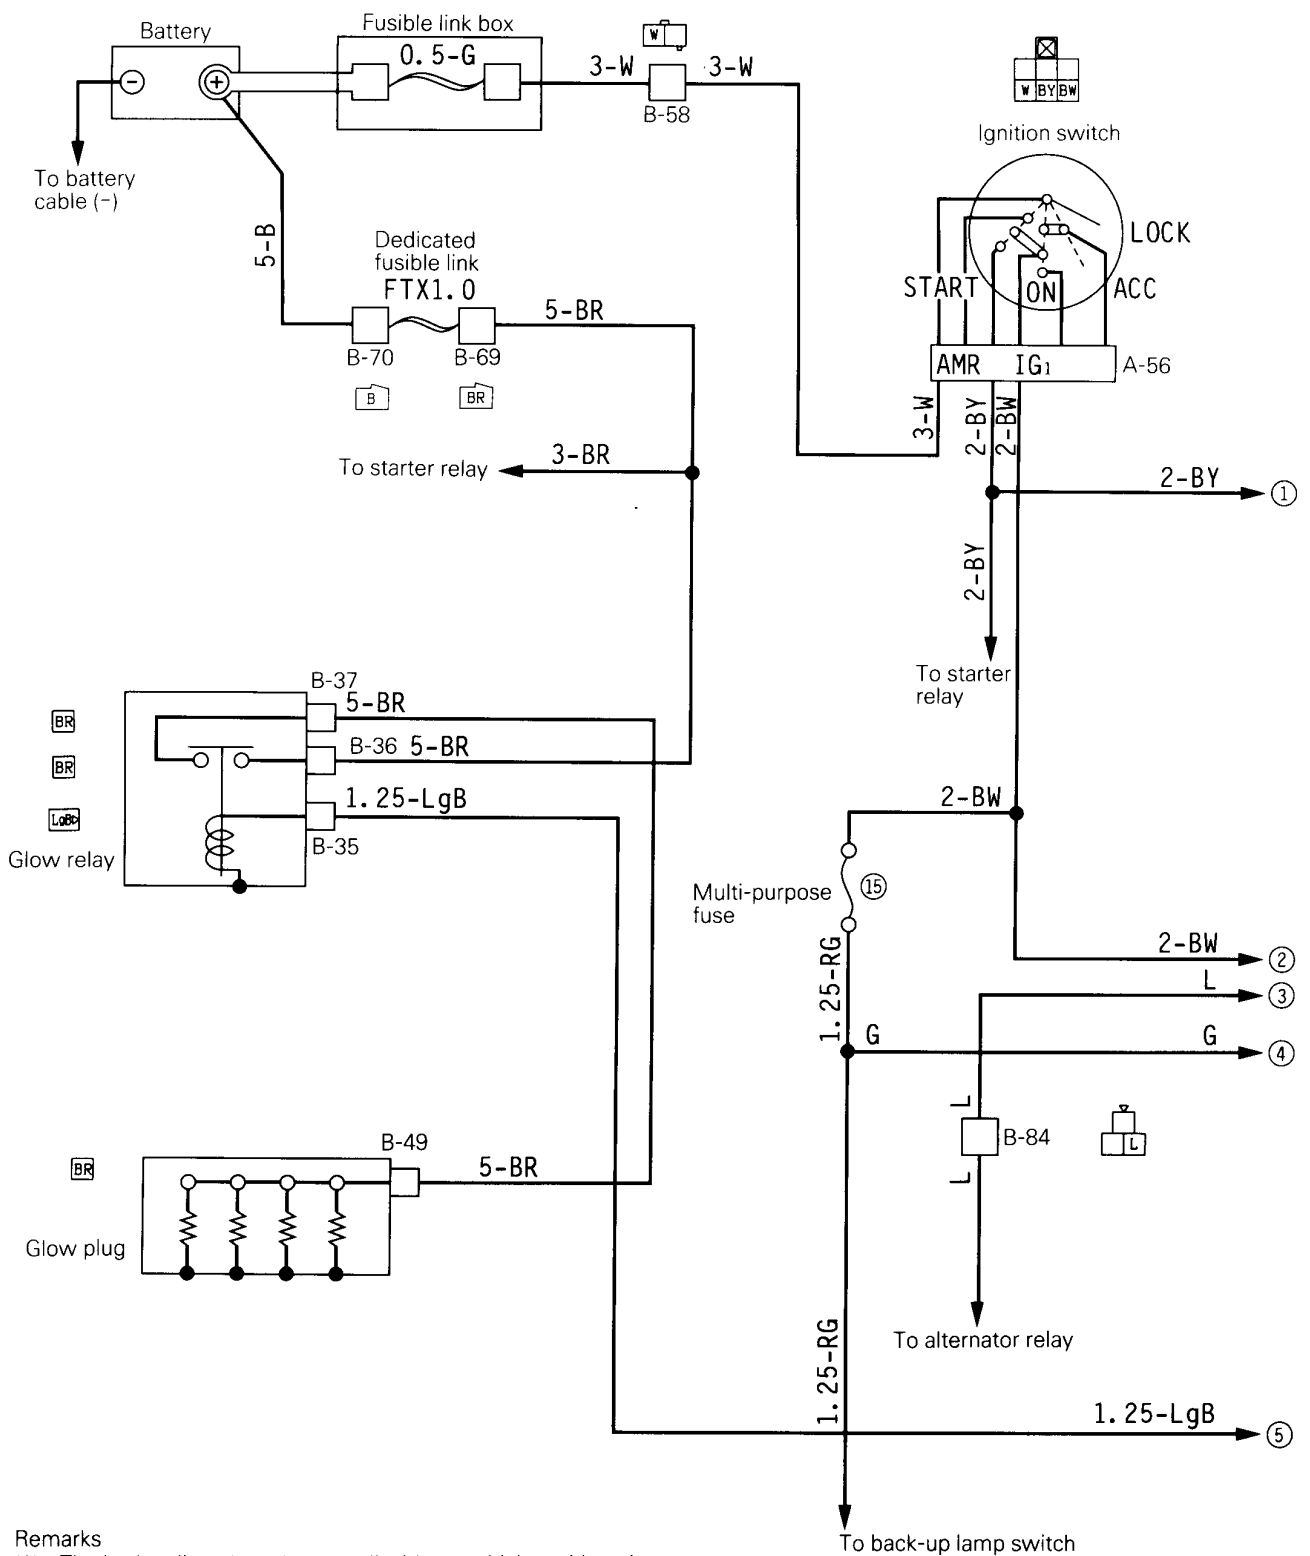 Battery
Fusible link box
0.5-G
W
3-W
3-W
B-58
W BY BW
Ignition switch
To battery
cable (-)
5-B
Dedicated
fusible link
FTX1.0
B-70
B-69
B
BR
5-BR
LOCK
START
ON
ACC
AMR
IG1
A-56
3-W
2-BY
2-BW
To starter relay
3-BR
2-BY
1
2-BY
To starter
relay
B-37
5-BR
BR
B-36
5-BR
BR
1.25-LgB
LgB
B-35
Glow relay
2-BW
Multi-purpose
fuse
15
1.25-RG
2-BW
2
L
3
G
G
4
L
B-84
L
L
B-49
BR
5-BR
Glow plug
To alternator relay
1.25-RG
1.25-LgB
5
Remarks
To back-up lamp switch